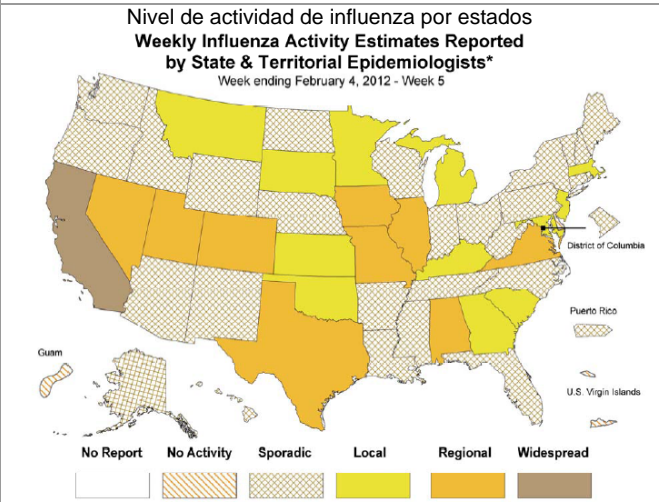 Nivel de actividad de influenza por estados
Weekly Influenza Activity Estimates Reported
by State & Territorial Epidemiologists*
Week ending February 4, 2012 - Week 5
District of Columbia
Puerto Rico
Guam
U.S. Virgin Islands
No Report No Activity Sporadic Local Regional Widespread